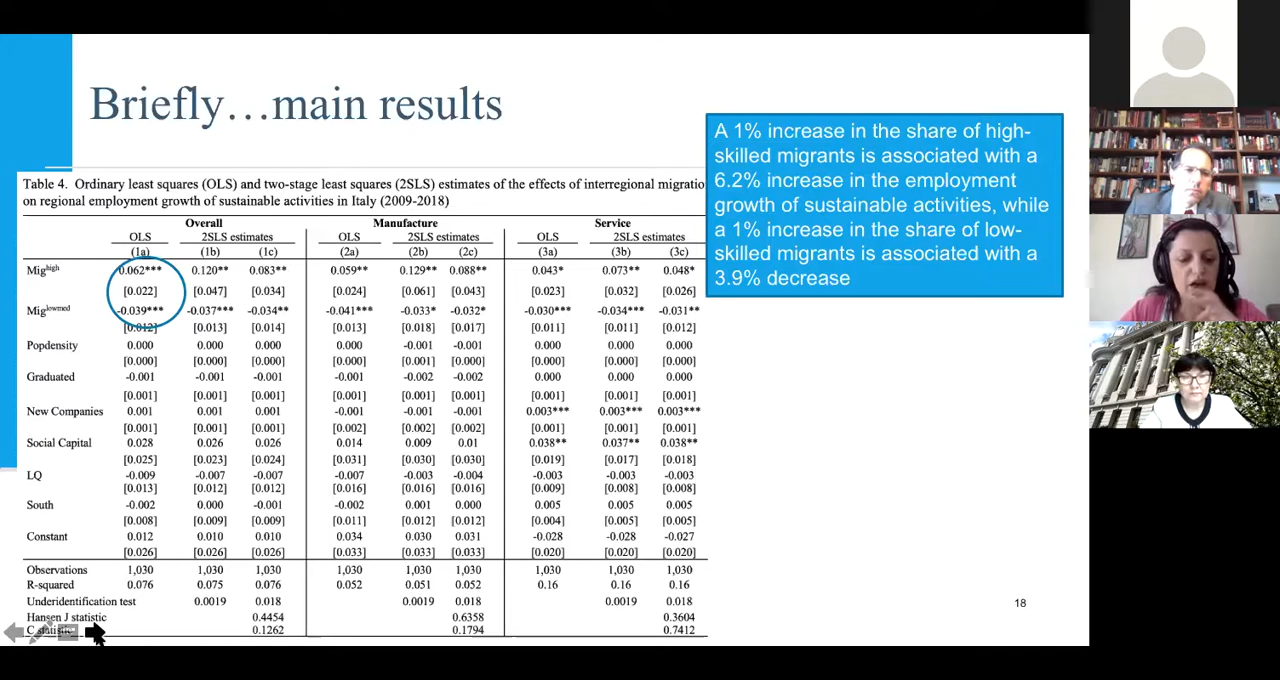 Briefly…main results
A 1% increase in the share of high-
skilled migrants is associated with a
6.2% increase in the employment
growth of sustainable activities, while
a 1% increase in the share of low-
skilled migrants is associated with a
3.9% decrease
Table 4. Ordinary least squares (OLS) and two-stage least squares (2SLS) estimates of the effects of interregional migratio
on regional employment growth of sustainable activities in Italy (2009-2018)
Overall Manufacture Service
OLS 2SLS estimates OLS 2SLS estimates OLS 2SLS estimates
(1a) (1b) (1c) (2a) (2b) (2c) (3a) (3b) (3c)
Mighigh 0.062*** 0.120** 0.083** 0.059** 0.129** 0.088** 0.043* 0.073** 0.048*
[0.022] [0.047] [0.034] [0.024] [0.061] [0.043] [0.023] [0.032] [0.026]
Miglowmed -0.039*** -0.037*** -0.034** -0.041*** -0.033* -0.032* -0.030*** -0.034*** -0.031**
[0.012] [0.013] [0.014] [0.013] [0.018] [0.017] [0.011] [0.011] [0.012]
Popdensity 0.000 0.000 0.000 0.000 -0.001 -0.001 0.000 0.000 0.000
[0.000] [0.000] [0.000] [0.000] [0.001] [0.000] [0.000] [0.000] [0.000]
Graduated -0.001 -0.001 -0.001 -0.001 -0.002 -0.002 0.000 0.000 0.000
[0.001] [0.001] [0.001] [0.001] [0.001] [0.001] [0.001] [0.001] [0.001]
New Companies 0.001 0.001 0.001 -0.001 -0.001 -0.001 0.003*** 0.003*** 0.003***
[0.001] [0.001] [0.001] [0.002] [0.002] [0.002] [0.001] [0.001] [0.001]
Social Capital 0.028 0.026 0.026 0.014 0.009 0.01 0.038** 0.037** 0.038**
[0.025] [0.023] [0.024] [0.031] [0.030] [0.030] [0.019] [0.017] [0.018]
LQ -0.009 -0.007 -0.007 -0.007 -0.003 -0.004 -0.003 -0.003 -0.003
[0.013] [0.012] [0.012] [0.016] [0.016] [0.016] [0.009] [0.008] [0.008]
South -0.002 0.000 -0.001 -0.002 0.001 0.000 0.005 0.005 0.005
[0.008] [0.009] [0.009] [0.011] [0.012] [0.012] [0.004] [0.005] [0.005]
Constant 0.012 0.010 0.010 0.034 0.030 0.031 -0.028 -0.028 -0.027
[0.026] [0.026] [0.026] [0.033] [0.033] [0.033] [0.020] [0.020] [0.020]
Observations 1,030 1,030 1,030 1,030 1,030 1,030 1,030 1,030 1,030
R-squared 0.076 0.075 0.076 0.052 0.051 0.052 0.16 0.16 0.16
Underidentification test 0.0019 0.018 0.0019 0.018 0.0019 0.018
Hansen J statistic 0.4454 0.6358 0.3604
C statistic 0.1262 0.1794 0.7412
18